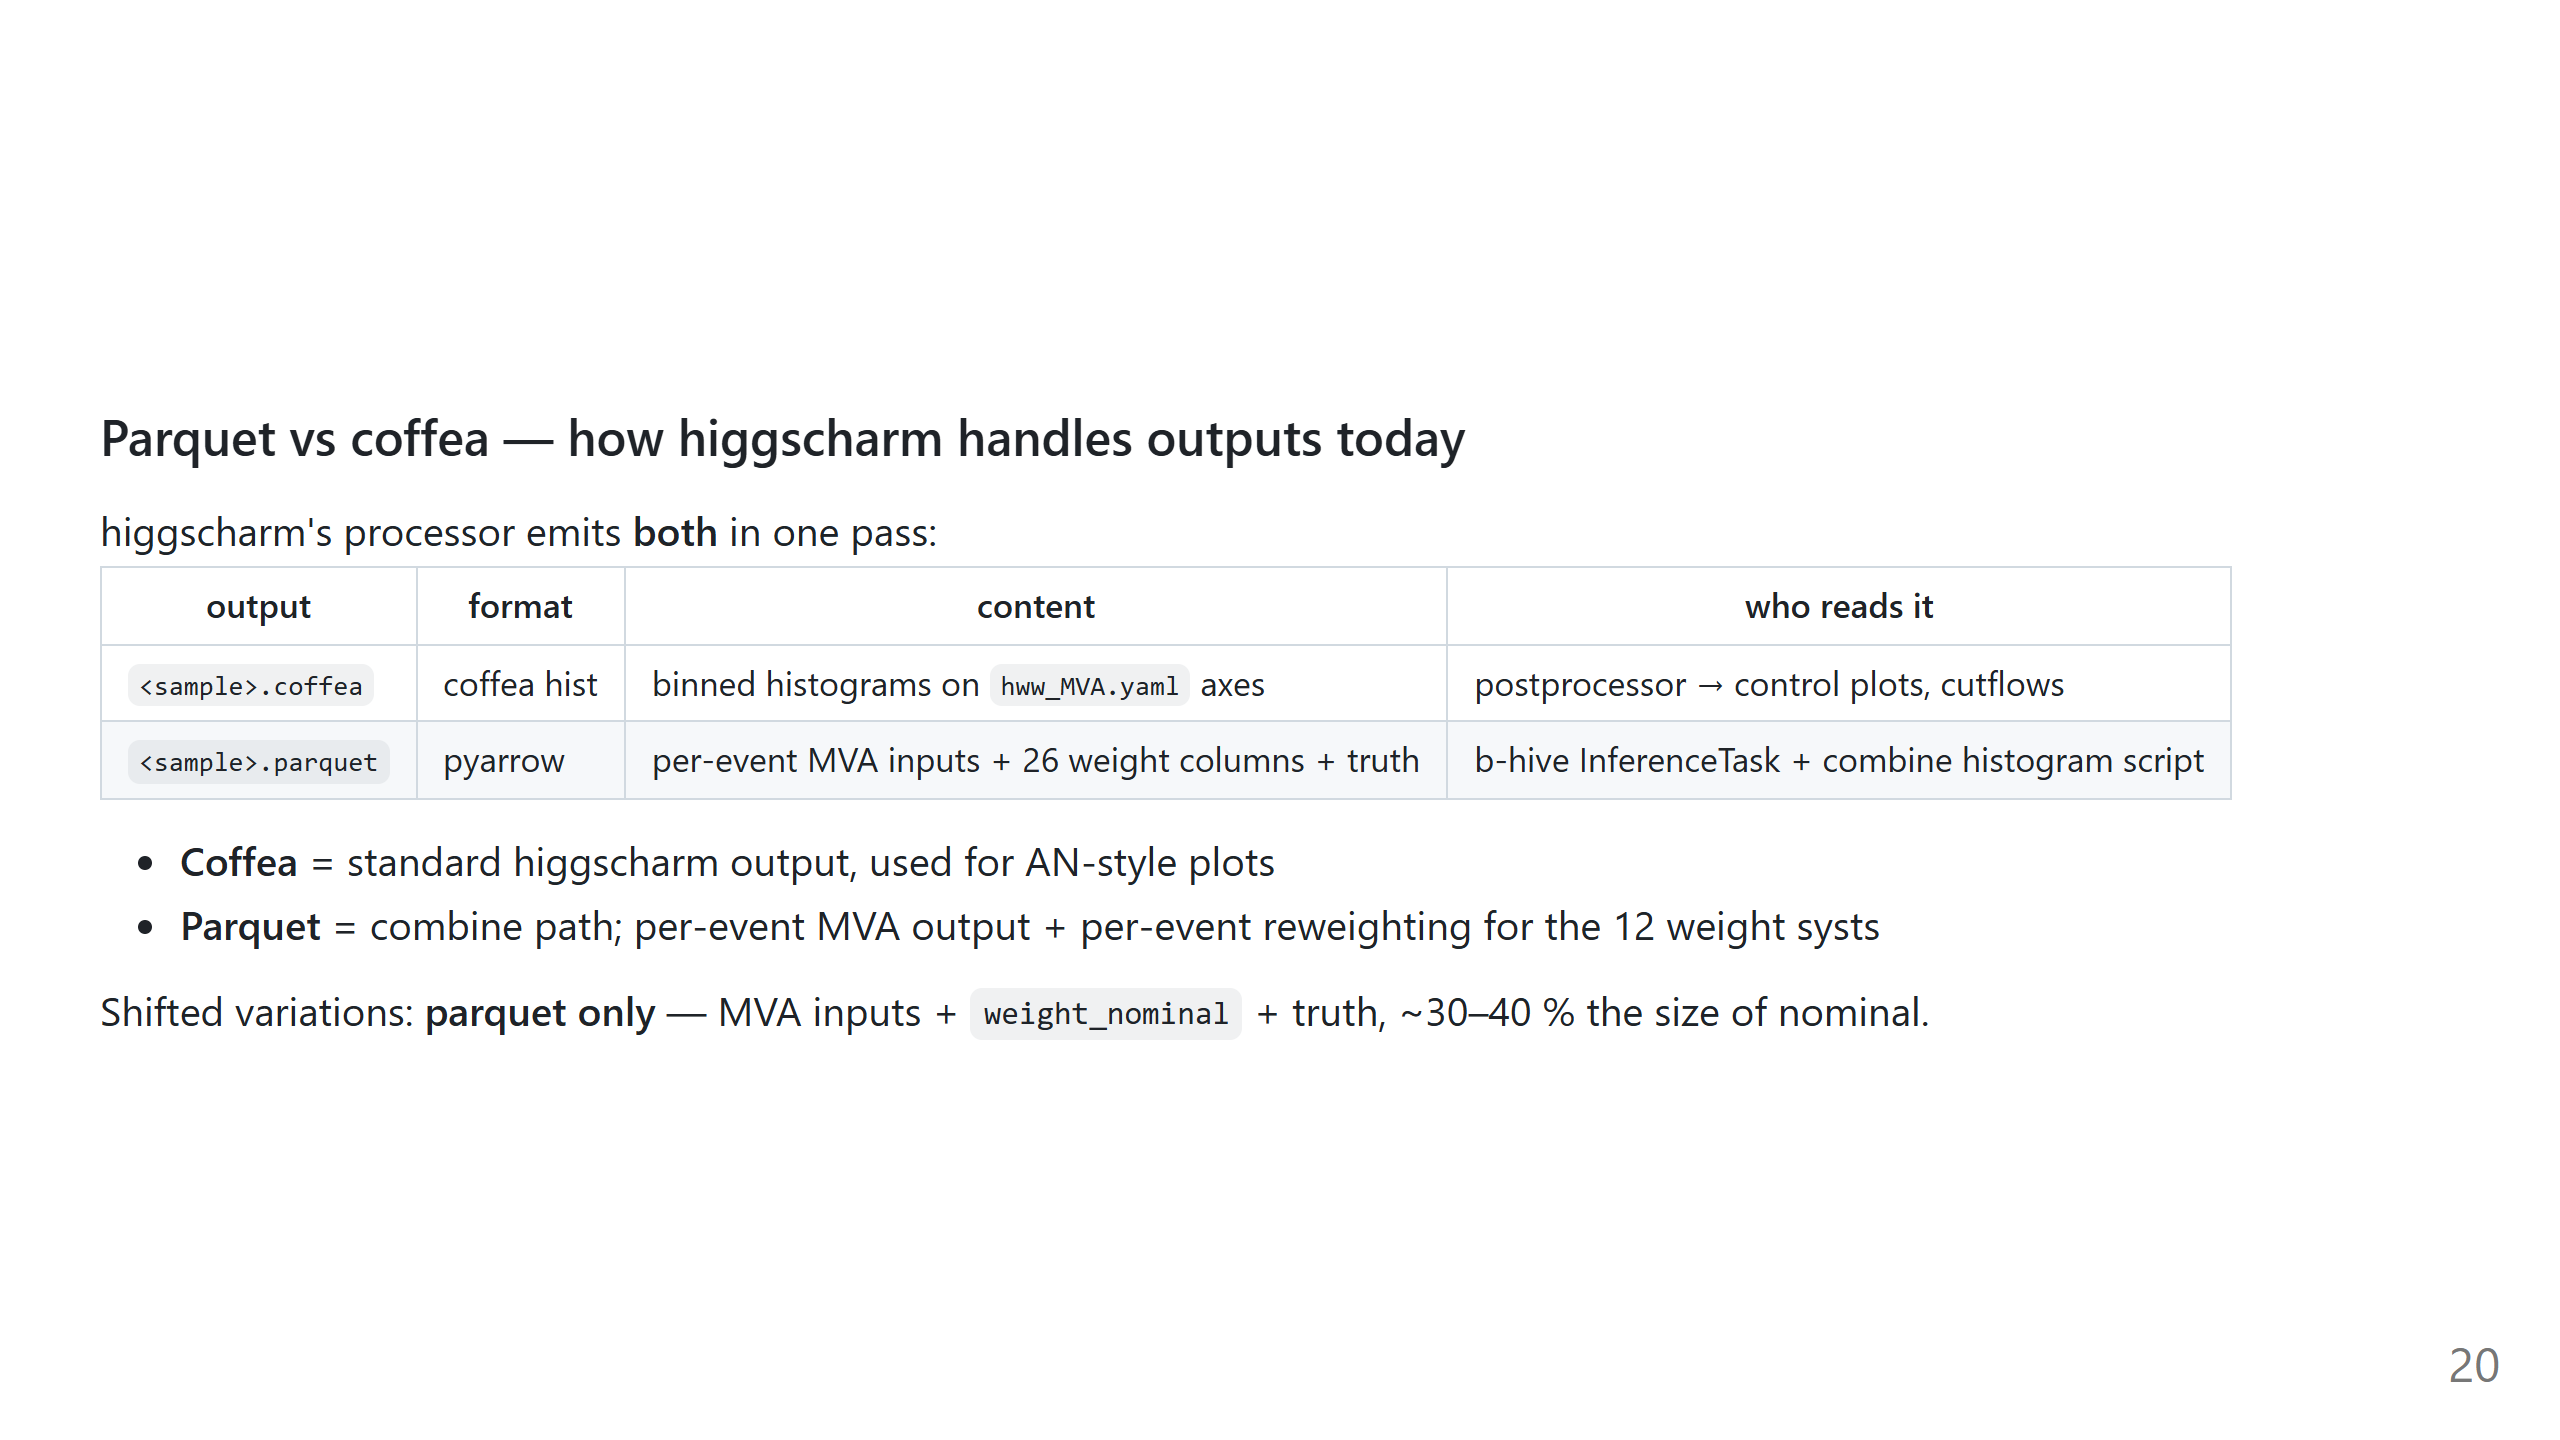 Parquet vs coffea — how higgscharm handles outputs today
higgscharm's processor emits both in one pass:
output format content who reads it
<sample>.coffea coffea hist binned histograms on hww_MVA.yaml axes postprocessor → control plots, cutflows
<sample>.parquet pyarrow per-event MVA inputs + 26 weight columns + truth b-hive InferenceTask + combine histogram script
• Coffea = standard higgscharm output, used for AN-style plots
• Parquet = combine path; per-event MVA output + per-event reweighting for the 12 weight systs
Shifted variations: parquet only — MVA inputs + weight_nominal + truth, ~30–40 % the size of nominal.
20